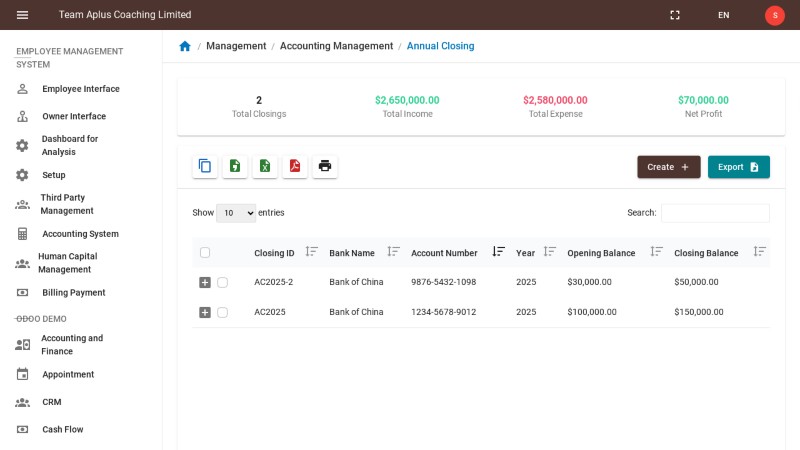 Team Aplus Coaching Limited
EN
S
EMPLOYEE MANAGEMENT
SYSTEM
Employee Interface
Owner Interface
Dashboard for
Analysis
Setup
Third Party
Management
Accounting System
Human Capital
Management
Billing Payment
ODOO DEMO
Accounting and
Finance
Appointment
CRM
Cash Flow
/ Management / Accounting Management / Annual Closing
2
Total Closings
$2,650,000.00
Total Income
$2,580,000.00
Total Expense
$70,000.00
Net Profit
Create +
Export
Show 10 entries
Search:
Closing ID Bank Name Account Number Year Opening Balance Closing Balance
AC2025-2 Bank of China 9876-5432-1098 2025 $30,000.00 $50,000.00
AC2025 Bank of China 1234-5678-9012 2025 $100,000.00 $150,000.00